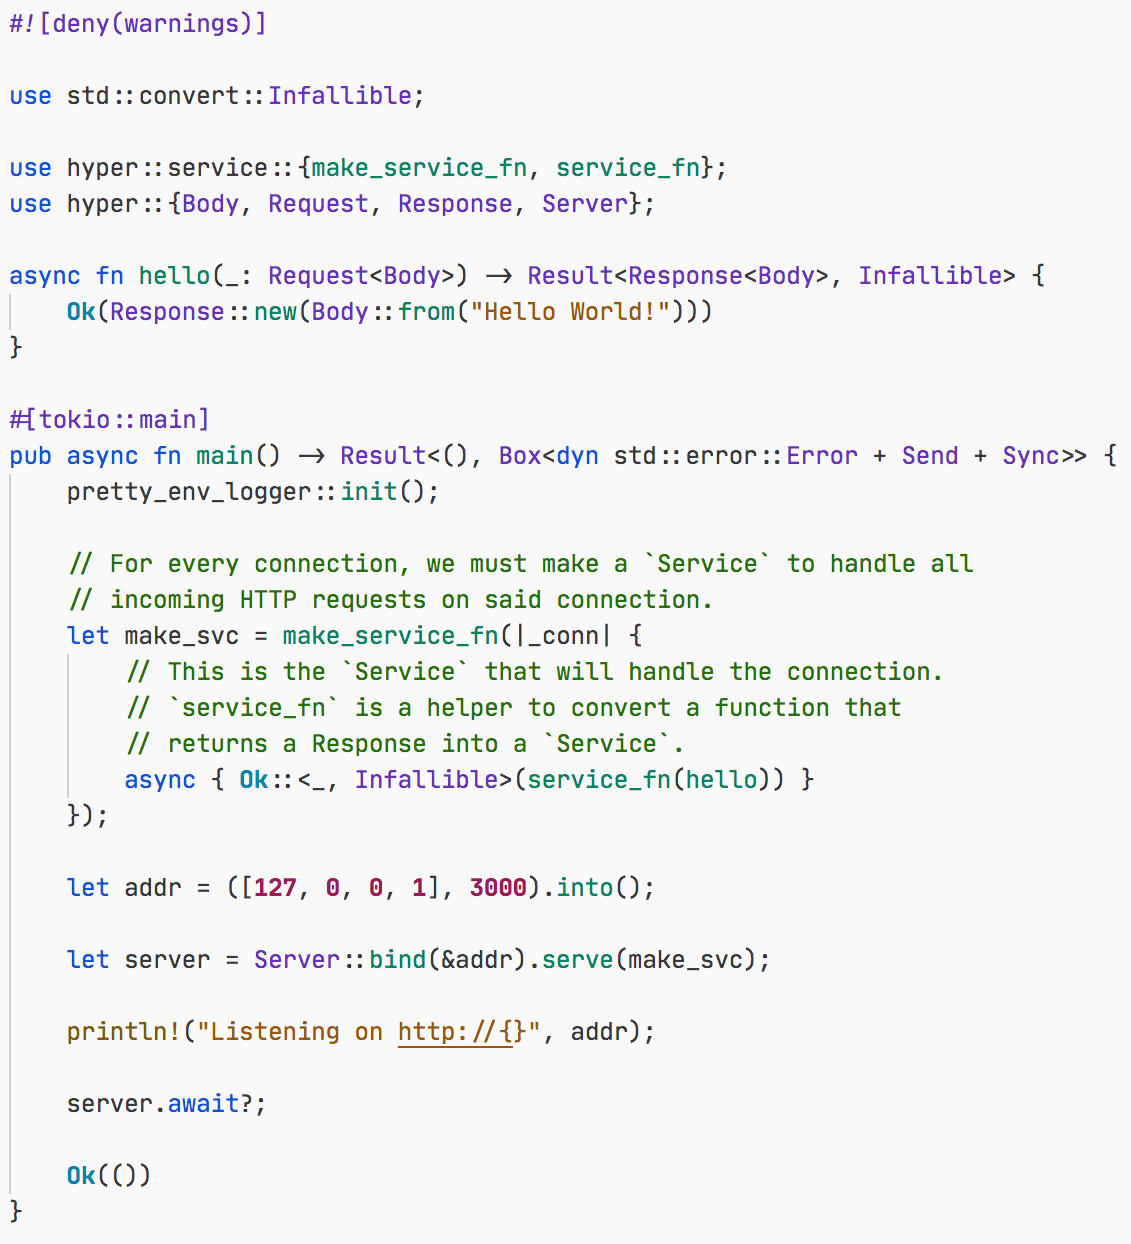 #![deny(warnings)]
use std::convert::Infallible;
use hyper::service::{make_service_fn, service_fn};
use hyper::{Body, Request, Response, Server};
async fn hello(_: Request<Body>) -> Result<Response<Body>, Infallible> {
    Ok(Response::new(Body::from("Hello World!")))
}
#[tokio::main]
pub async fn main() -> Result<(), Box<dyn std::error::Error + Send + Sync>> {
    pretty_env_logger::init();
    // For every connection, we must make a `Service` to handle all
    // incoming HTTP requests on said connection.
    let make_svc = make_service_fn(|_conn| {
        // This is the `Service` that will handle the connection.
        // `service_fn` is a helper to convert a function that
        // returns a Response into a `Service`.
        async { Ok::<_, Infallible>(service_fn(hello)) }
    });
    let addr = ([127, 0, 0, 1], 3000).into();
    let server = Server::bind(&addr).serve(make_svc);
    println!("Listening on http://{}", addr);
    server.await?;
    Ok(())
}